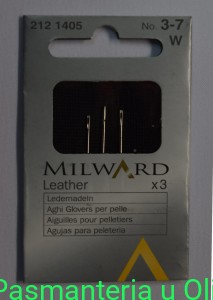 212 1405 No. 3-7
W
MILWARD
Leather x3
Ledernadeln
Aghi Glovers per pelle
Aiguilles pour pelletiers
Agujas para peleteria
Pasmanteria u Oli